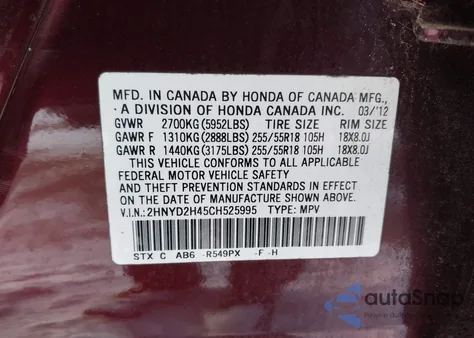 MFD. IN CANADA BY HONDA OF CANADA MFG.,
A DIVISION OF HONDA CANADA INC. 03/'12
GVWR 2700KG(5952LBS) TIRE SIZE RIM SIZE
GAWR F 1310KG(2888LBS) 255/55R18 105H 18X8.0J
GAWR R 1440KG(3175LBS) 255/55R18 105H 18X8.0J
THIS VEHICLE CONFORMS TO ALL APPLICABLE
FEDERAL MOTOR VEHICLE SAFETY
AND THEFT PREVENTION STANDARDS IN EFFECT
ON THE DATE OF MANUFACTURE SHOWN ABOVE.
V.I.N.: 2HNYD2H45CH525995 TYPE: MPV
STX C AB6 -R549PX -F -H
autoSnap